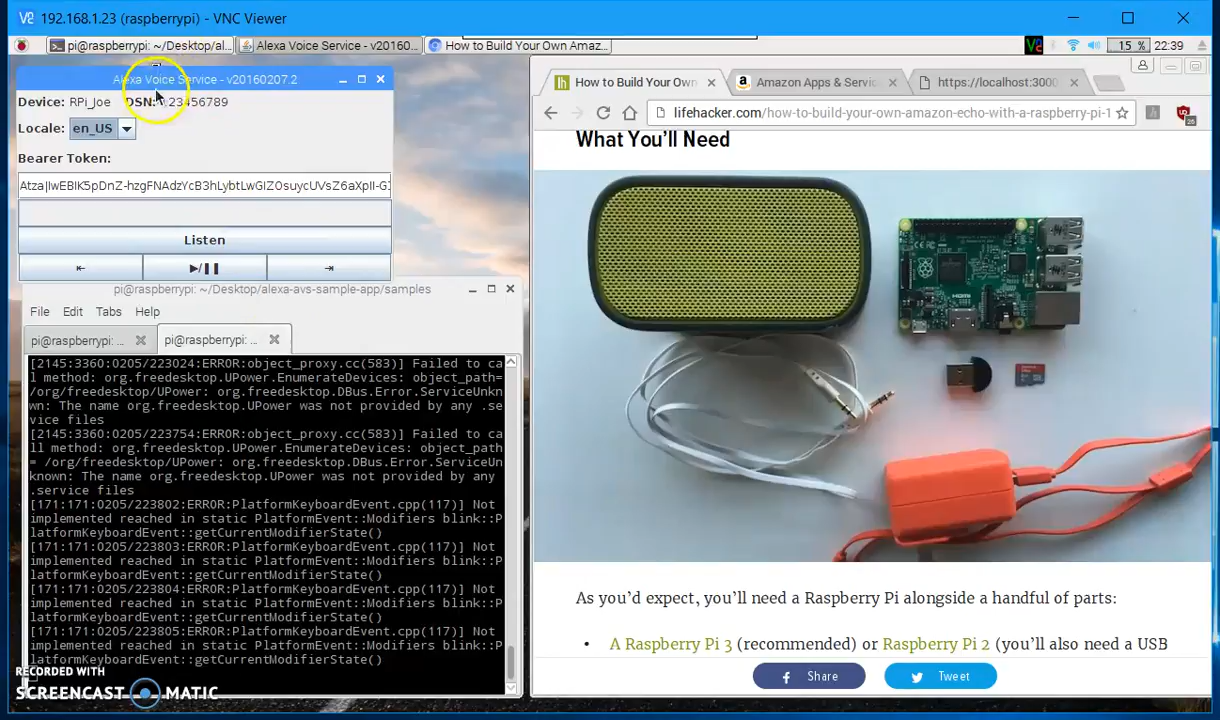 192.168.1.23 (raspberrypi) - VNC Viewer
pi@raspberrypi: ~/Desktop/al...
Alexa Voice Service - v20160...
How to Build Your Own Amaz...
15 %
22:39
Alexa Voice Service - v20160207.2
Device: RPi_Joe DSN: 123456789
Locale: en_US
Bearer Token:
Listen
pi@raspberrypi: ~/Desktop/alexa-avs-sample-app/samples
File Edit Tabs Help
pi@raspberrypi: ...
pi@raspberrypi: ...
[2145:3360:0205/223024:ERROR:object_proxy.cc(583)] Failed to ca
ll method: org.freedesktop.UPower.EnumerateDevices: object_path=
/org/freedesktop/UPower: org.freedesktop.DBus.Error.ServiceUnkn
own: The name org.freedesktop.UPower was not provided by any .se
rvice files
[2145:3360:0205/223754:ERROR:object_proxy.cc(583)] Failed to ca
ll method: org.freedesktop.UPower.EnumerateDevices: object_path
= /org/freedesktop/UPower: org.freedesktop.DBus.Error.ServiceUn
known: The name org.freedesktop.UPower was not provided by any
.service files
[171:171:0205/223802:ERROR:PlatformKeyboardEvent.cpp(117)] Not
implemented reached in static PlatformEvent::Modifiers blink::P
latformKeyboardEvent::getCurrentModifierState()
[171:171:0205/223803:ERROR:PlatformKeyboardEvent.cpp(117)] Not
implemented reached in static PlatformEvent::Modifiers blink::P
latformKeyboardEvent::getCurrentModifierState()
[171:171:0205/223804:ERROR:PlatformKeyboardEvent.cpp(117)] Not
implemented reached in static PlatformEvent::Modifiers blink::P
latformKeyboardEvent::getCurrentModifierState()
[171:171:0205/223805:ERROR:PlatformKeyboardEvent.cpp(117)] Not
implemented reached in static PlatformEvent::Modifiers blink::P
latformKeyboardEvent::getCurrentModifierState()
RECORDED WITH
SCREENCAST MATIC
How to Build Your Own
Amazon Apps & Servic
https://localhost:3000
lifehacker.com/how-to-build-your-own-amazon-echo-with-a-raspberry-pi-1
26
What You'll Need
As you'd expect, you'll need a Raspberry Pi alongside a handful of parts:
• A Raspberry Pi 3 (recommended) or Raspberry Pi 2 (you'll also need a USB
Share
Tweet